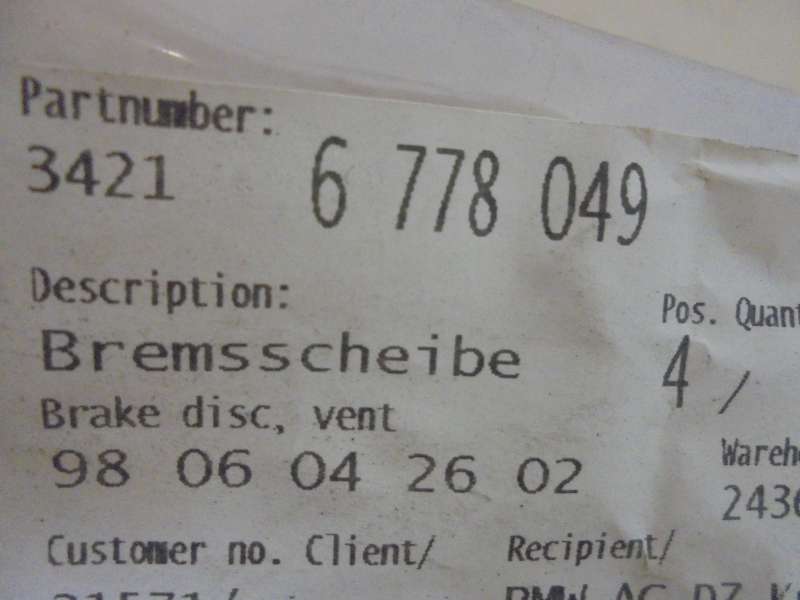 Partnumber:
3421 6 778 049
Description:
Bremsscheibe
Pos. Quant
4 /
Brake disc, vent
98 06 04 26 02
Wareh
2436
Customer no. Client/ Recipient/